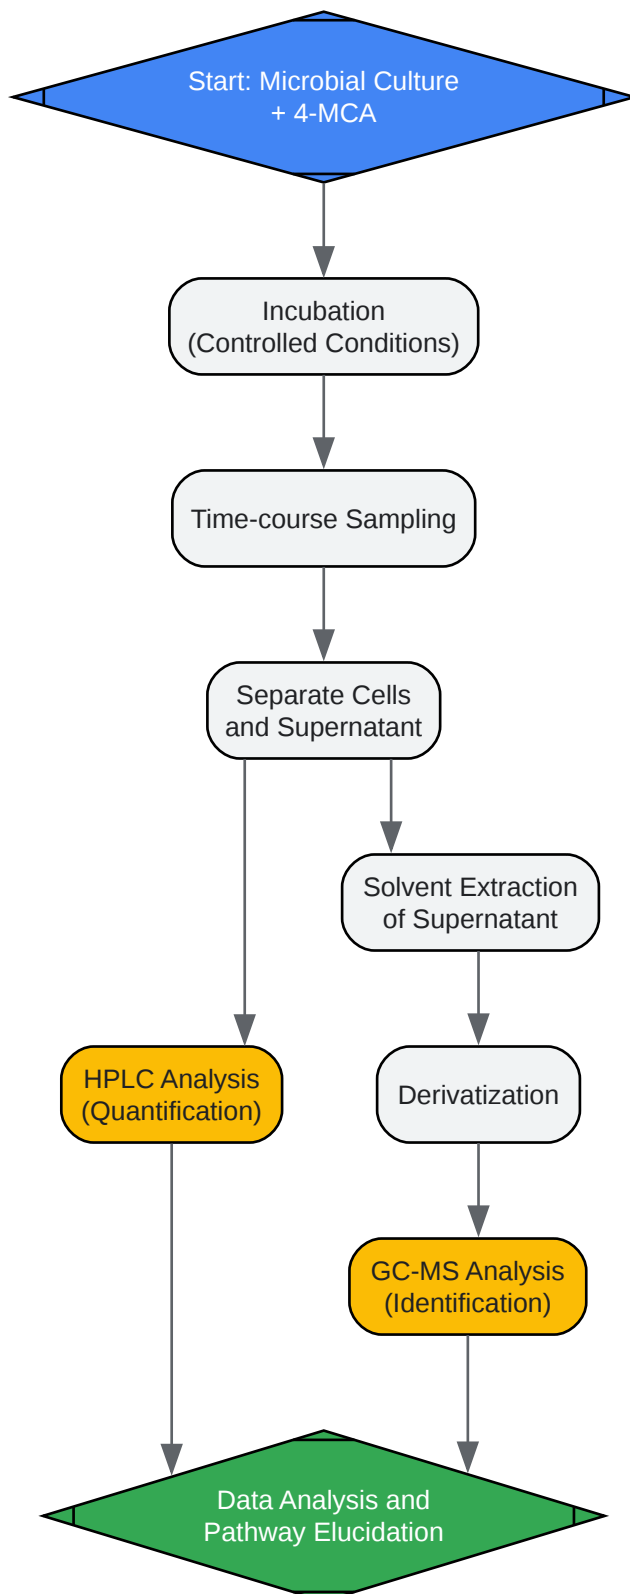 Start: Microbial Culture
+ 4-MCA
Incubation
(Controlled Conditions)
Time-course Sampling
Separate Cells
and Supernatant
Solvent Extraction
of Supernatant
HPLC Analysis
(Quantification)
Derivatization
GC-MS Analysis
(Identification)
Data Analysis and
Pathway Elucidation